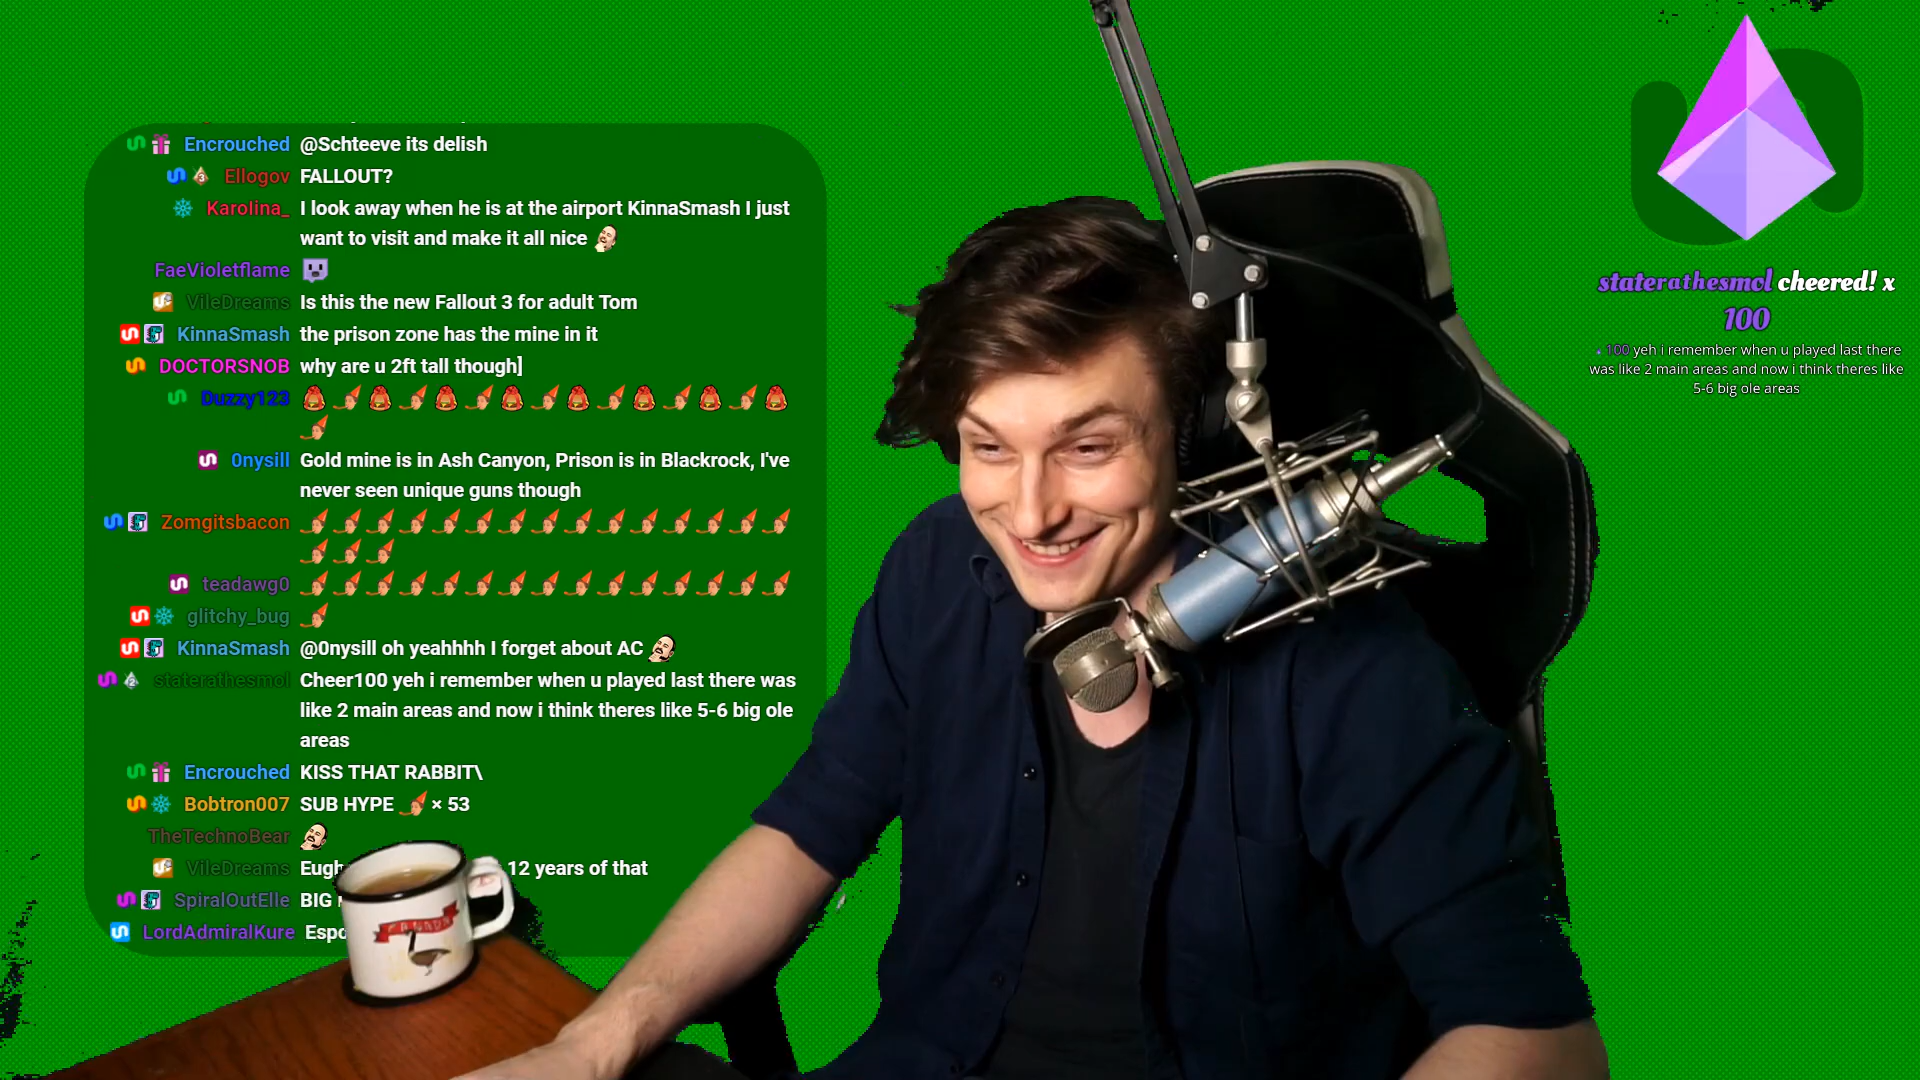 Encrouched @Schteeve its delish
Ellogov FALLOUT?
Karolina_ I look away when he is at the airport KinnaSmash I just
want to visit and make it all nice
FaeVioletflame
VileDreams Is this the new Fallout 3 for adult Tom
KinnaSmash the prison zone has the mine in it
DOCTORSNOB why are u 2ft tall though]
Duzzy123
0nysill Gold mine is in Ash Canyon, Prison is in Blackrock, I've
never seen unique guns though
Zomgitsbacon
teadawg0
glitchy_bug
KinnaSmash @0nysill oh yeahhhh I forget about AC
staterathesmol Cheer100 yeh i remember when u played last there was
like 2 main areas and now i think theres like 5-6 big ole
areas
Encrouched KISS THAT RABBIT\
Bobtron007 SUB HYPE × 53
TheTechnoBear
VileDreams Eugh 12 years of that
SpiralOutElle BIG
LordAdmiralKure Espo
CANADA
staterathesmol cheered! x
100
100 yeh i remember when u played last there
was like 2 main areas and now i think theres like
5-6 big ole areas